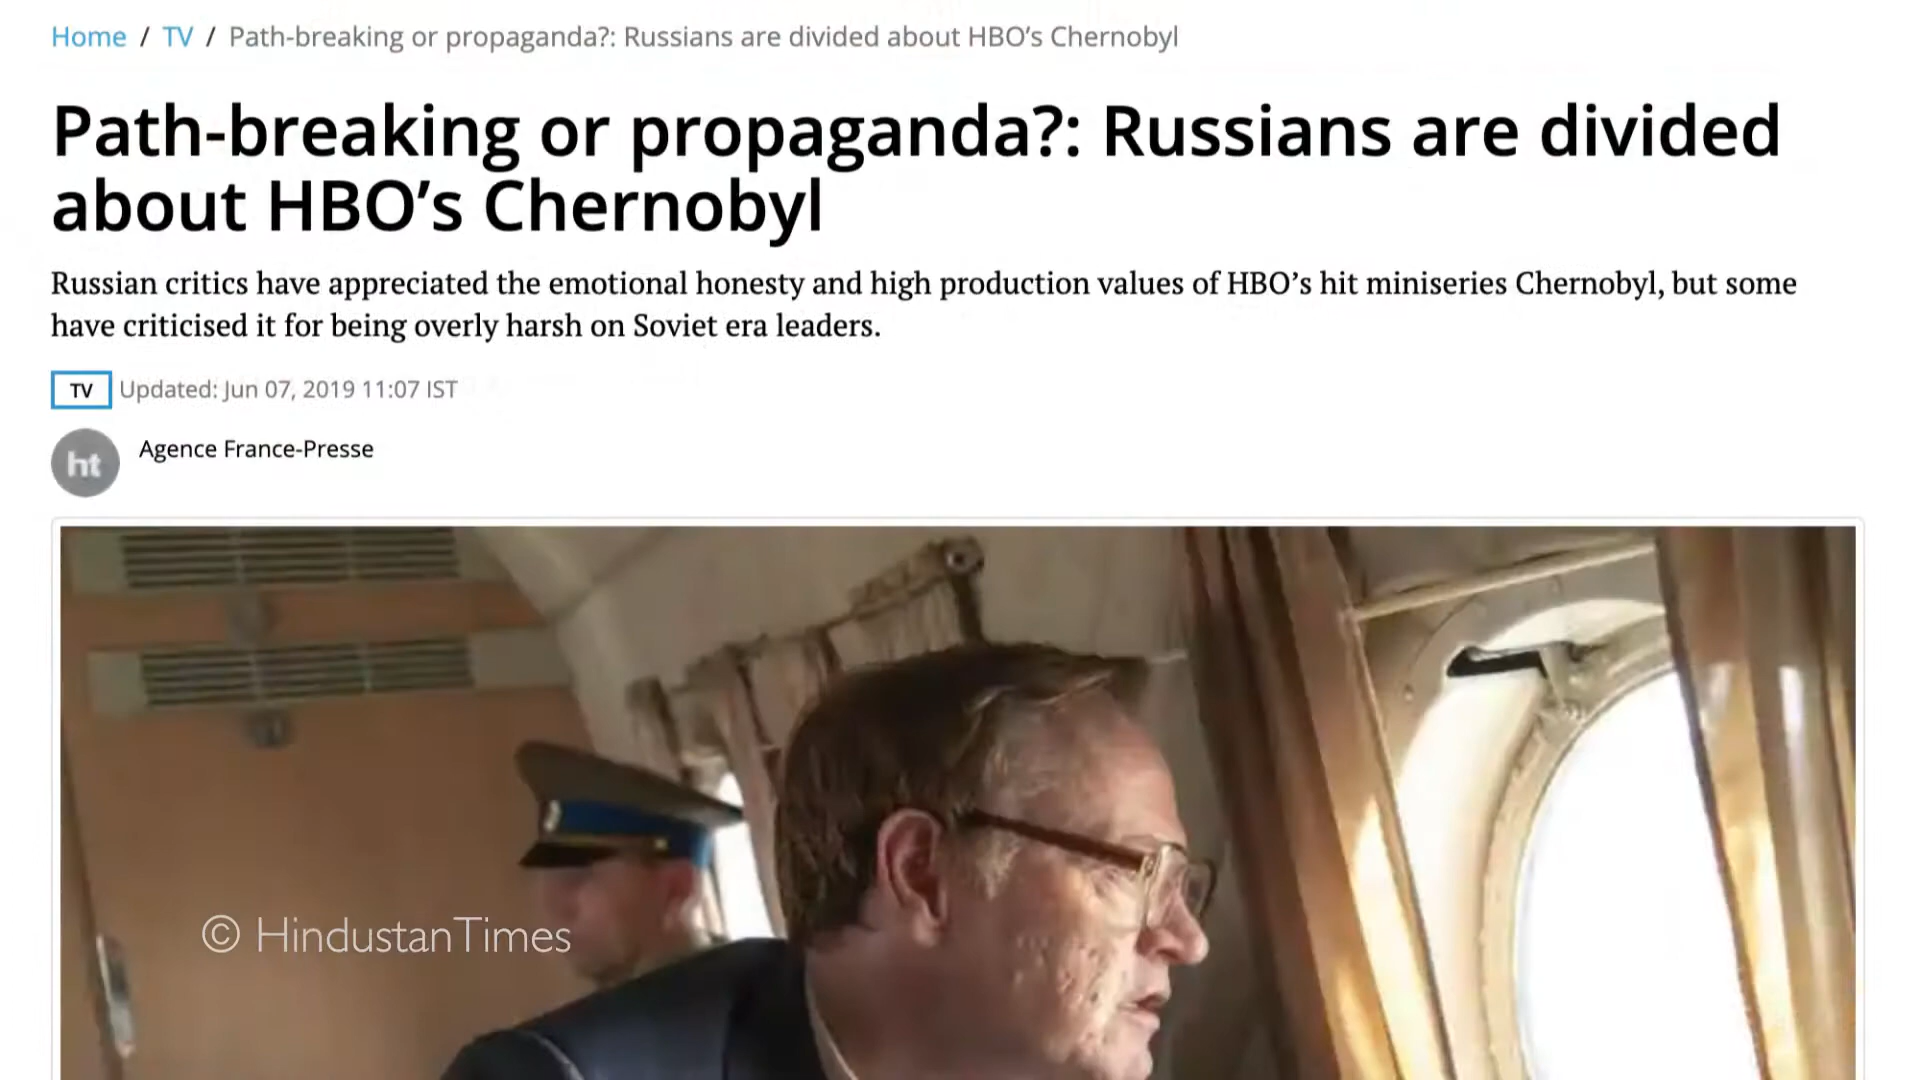 Home / TV / Path-breaking or propaganda?: Russians are divided about HBO’s Chernobyl
Path-breaking or propaganda?: Russians are divided
about HBO’s Chernobyl
Russian critics have appreciated the emotional honesty and high production values of HBO’s hit miniseries Chernobyl, but some
have criticised it for being overly harsh on Soviet era leaders.
TV Updated: Jun 07, 2019 11:07 IST
ht Agence France-Presse
© HindustanTimes